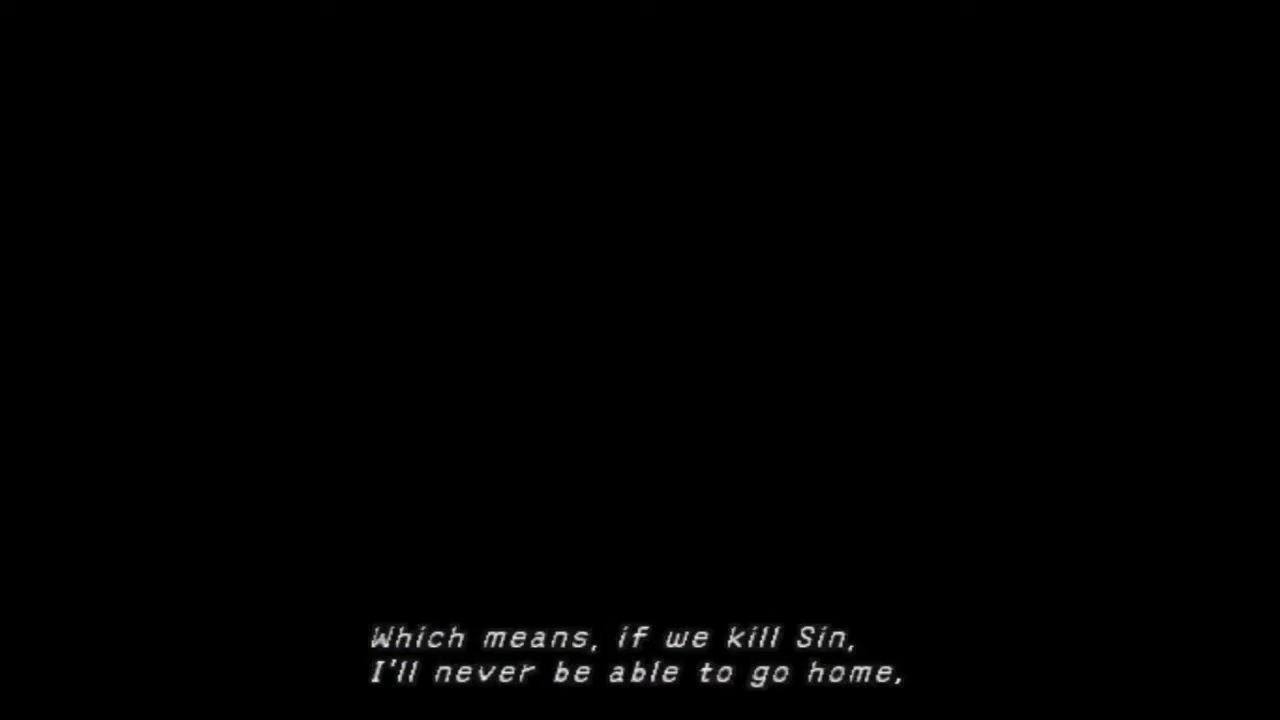 Which means, if we kill Sin,
I'll never be able to go home,